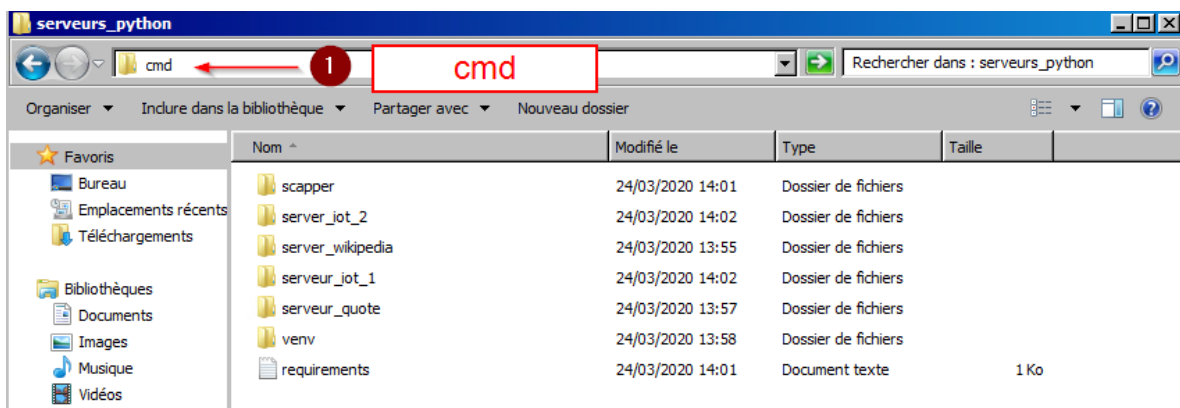 serveurs_python
cmd
1
cmd
Rechercher dans : serveurs_python
Organiser Inclure dans la bibliothèque Partager avec Nouveau dossier
Favoris
Bureau
Emplacements récents
Téléchargements
Bibliothèques
Documents
Images
Musique
Vidéos
Nom Modifié le Type Taille
scapper 24/03/2020 14:01 Dossier de fichiers
server_iot_2 24/03/2020 14:02 Dossier de fichiers
server_wikipedia 24/03/2020 13:55 Dossier de fichiers
serveur_iot_1 24/03/2020 14:02 Dossier de fichiers
serveur_quote 24/03/2020 13:57 Dossier de fichiers
venv 24/03/2020 13:58 Dossier de fichiers
requirements 24/03/2020 14:01 Document texte 1 Ko